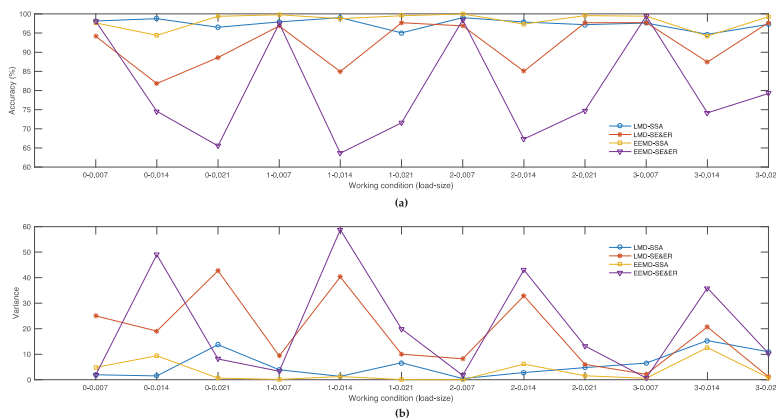 100
95
90
85
80
75
70
65
60
Accuracy (%)
LMD-SSA
LMD-SE&ER
EEMD-SSA
EEMD-SE&ER
0-0.007 0-0.014 0-0.021 1-0.007 1-0.014 1-0.021 2-0.007 2-0.014 2-0.021 3-0.007 3-0.014 3-0.02
Working condition (load-size)
(a)
60
50
40
30
20
10
0
Variance
LMD-SSA
LMD-SE&ER
EEMD-SSA
EEMD-SE&ER
0-0.007 0-0.014 0-0.021 1-0.007 1-0.014 1-0.021 2-0.007 2-0.014 2-0.021 3-0.007 3-0.014 3-0.02
Working condition (load-size)
(b)